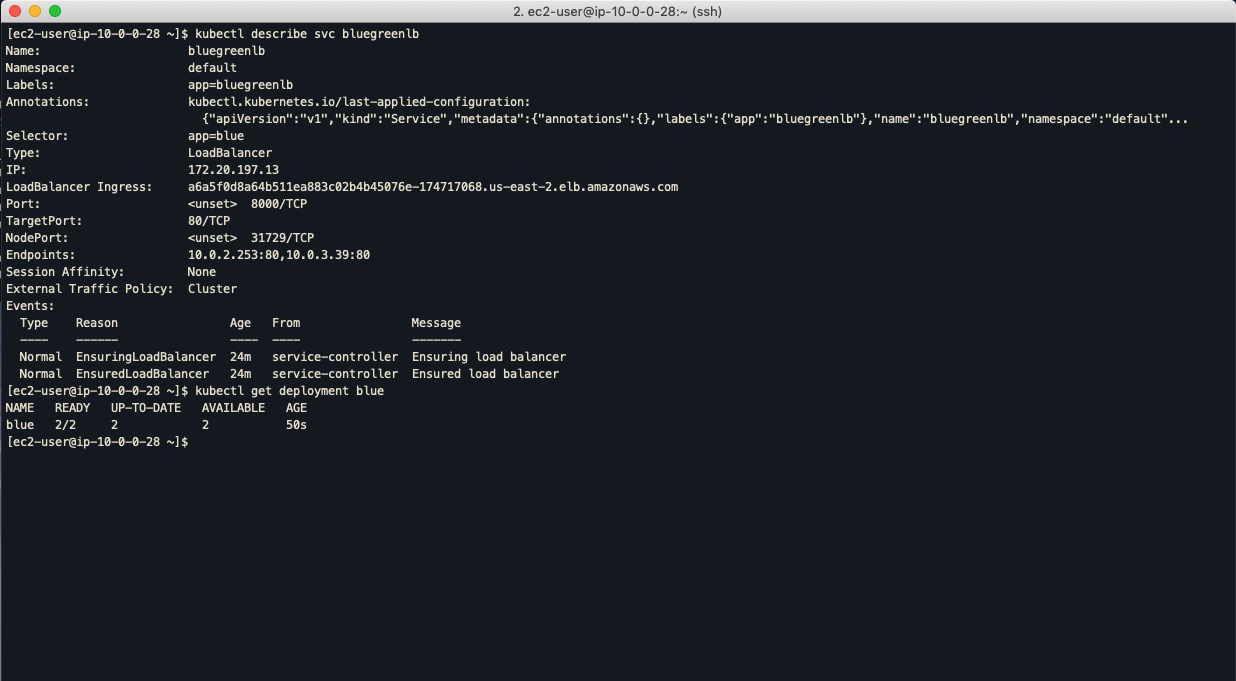 2. ec2-user@ip-10-0-0-28:~ (ssh)
[ec2-user@ip-10-0-0-28 ~]$ kubectl describe svc bluegreenlb
Name:                     bluegreenlb
Namespace:                default
Labels:                   app=bluegreenlb
Annotations:              kubectl.kubernetes.io/last-applied-configuration:
                            {"apiVersion":"v1","kind":"Service","metadata":{"annotations":{},"labels":{"app":"bluegreenlb"},"name":"bluegreenlb","namespace":"default"...
Selector:                 app=blue
Type:                     LoadBalancer
IP:                       172.20.197.13
LoadBalancer Ingress:     a6a5f0d8a64b511ea883c02b4b45076e-174717068.us-east-2.elb.amazonaws.com
Port:                     <unset>  8000/TCP
TargetPort:               80/TCP
NodePort:                 <unset>  31729/TCP
Endpoints:                10.0.2.253:80,10.0.3.39:80
Session Affinity:         None
External Traffic Policy:  Cluster
Events:
  Type    Reason                Age   From                Message
  ----    ------                ----  ----                -------
  Normal  EnsuringLoadBalancer  24m   service-controller  Ensuring load balancer
  Normal  EnsuredLoadBalancer   24m   service-controller  Ensured load balancer
[ec2-user@ip-10-0-0-28 ~]$ kubectl get deployment blue
NAME   READY   UP-TO-DATE   AVAILABLE   AGE
blue   2/2     2            2           50s
[ec2-user@ip-10-0-0-28 ~]$